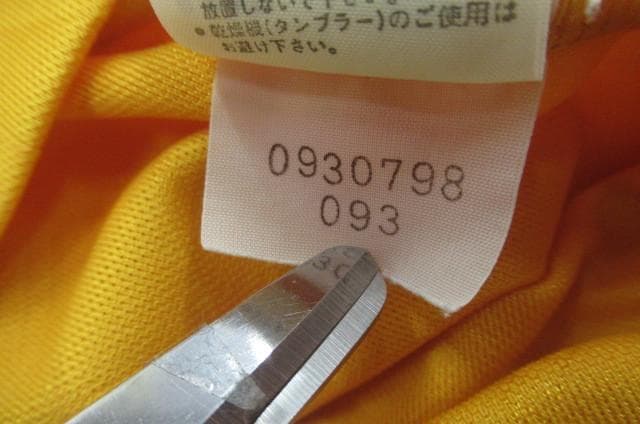 放置しないで下さい。
•乾燥機(タンブラー)のご使用は
お避け下さい。
0930798
093